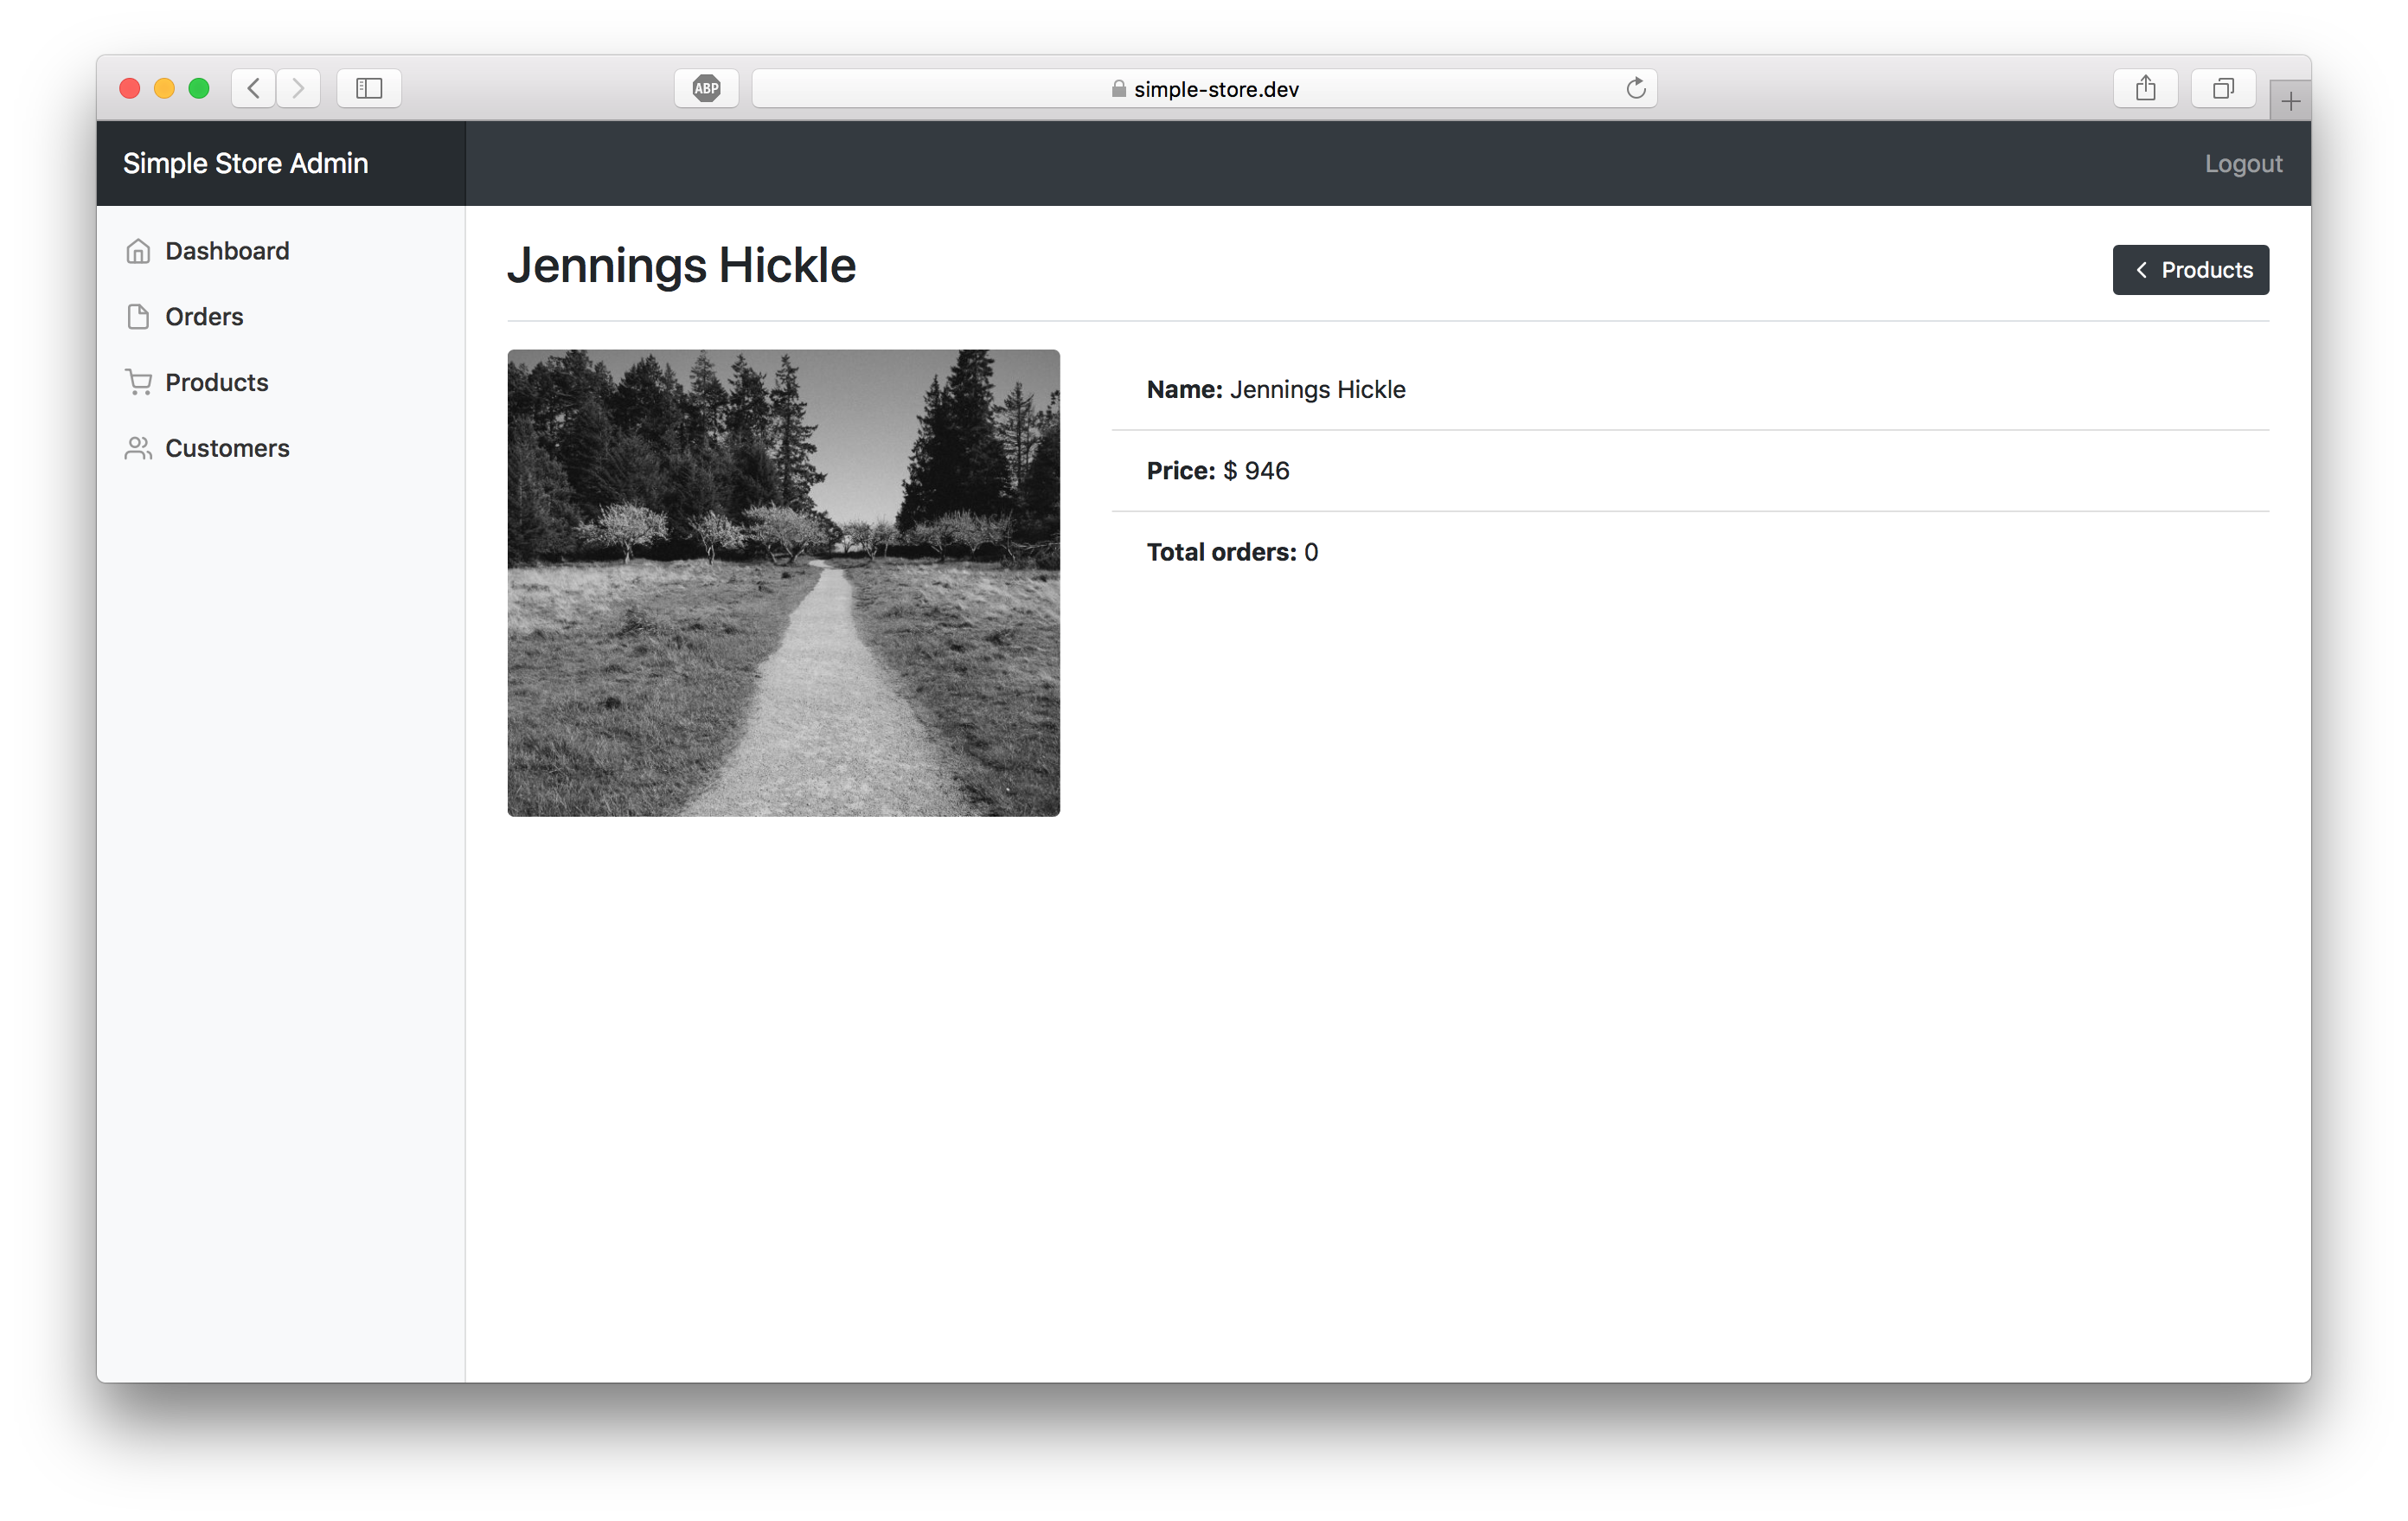 ABP
simple-store.dev
Simple Store Admin
Logout
Dashboard
Orders
Products
Customers
Jennings Hickle
Products
Name: Jennings Hickle
Price: $ 946
Total orders: 0